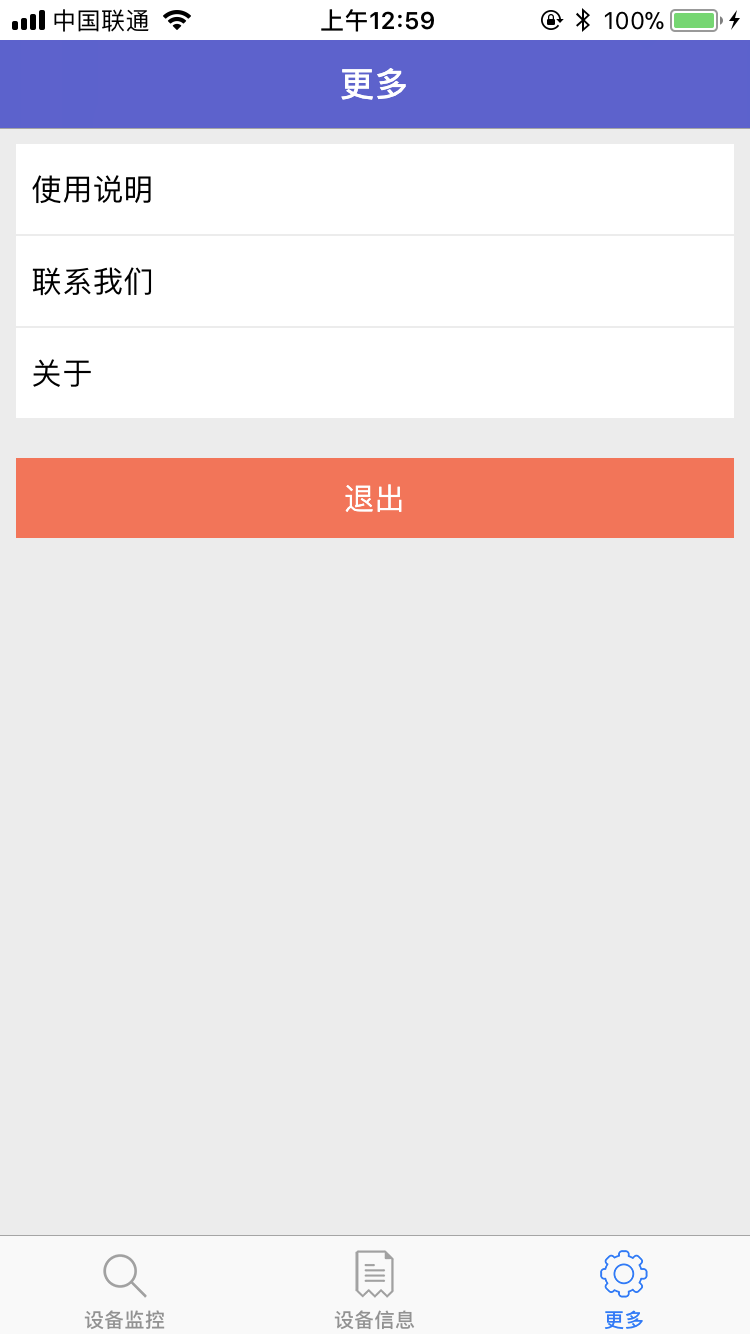 中国联通 上午12:59 100%
更多
使用说明
联系我们
关于
退出
设备监控 设备信息 更多